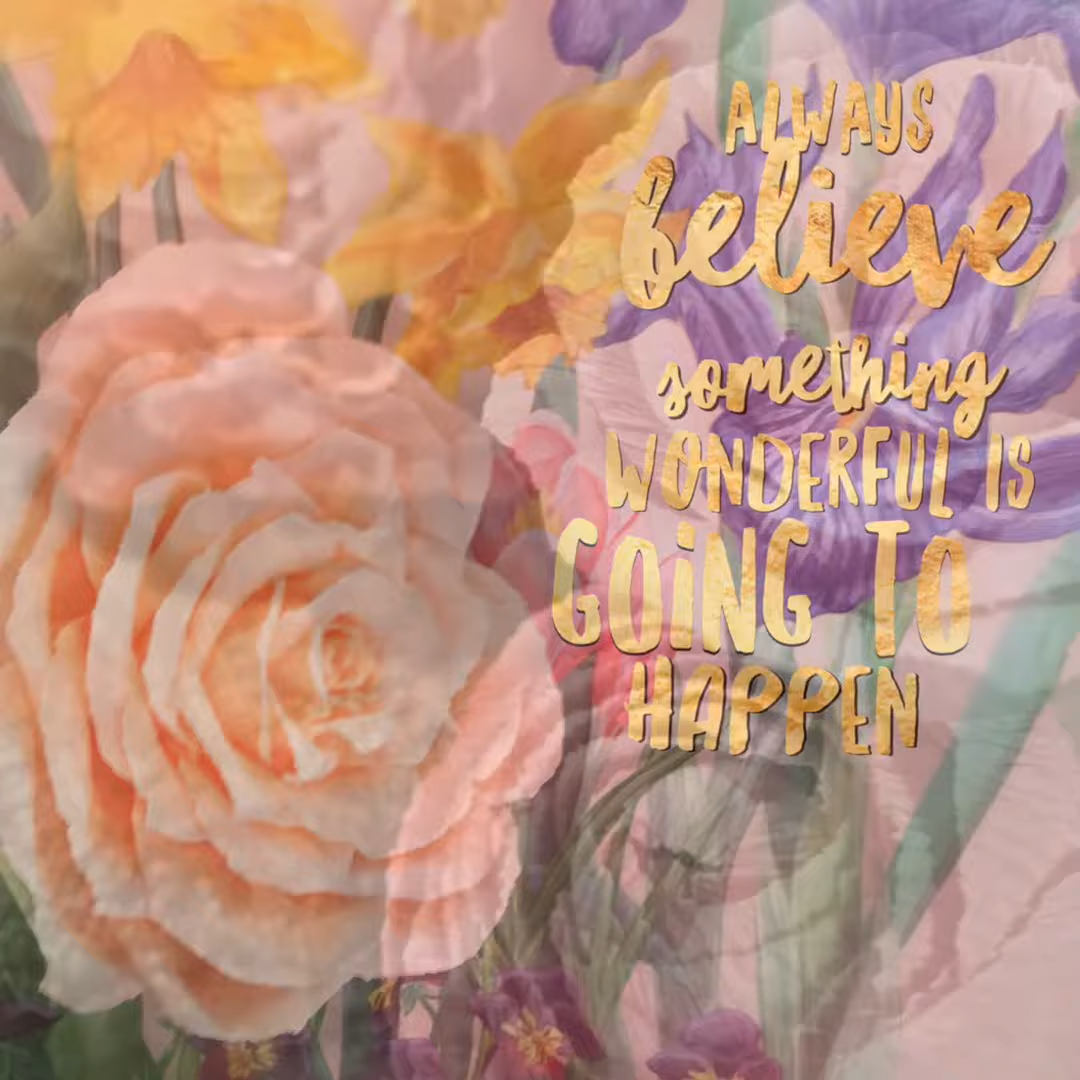 ALWAYS
believe
something
WONDERFUL IS
GOiNG TO
HAPPEN